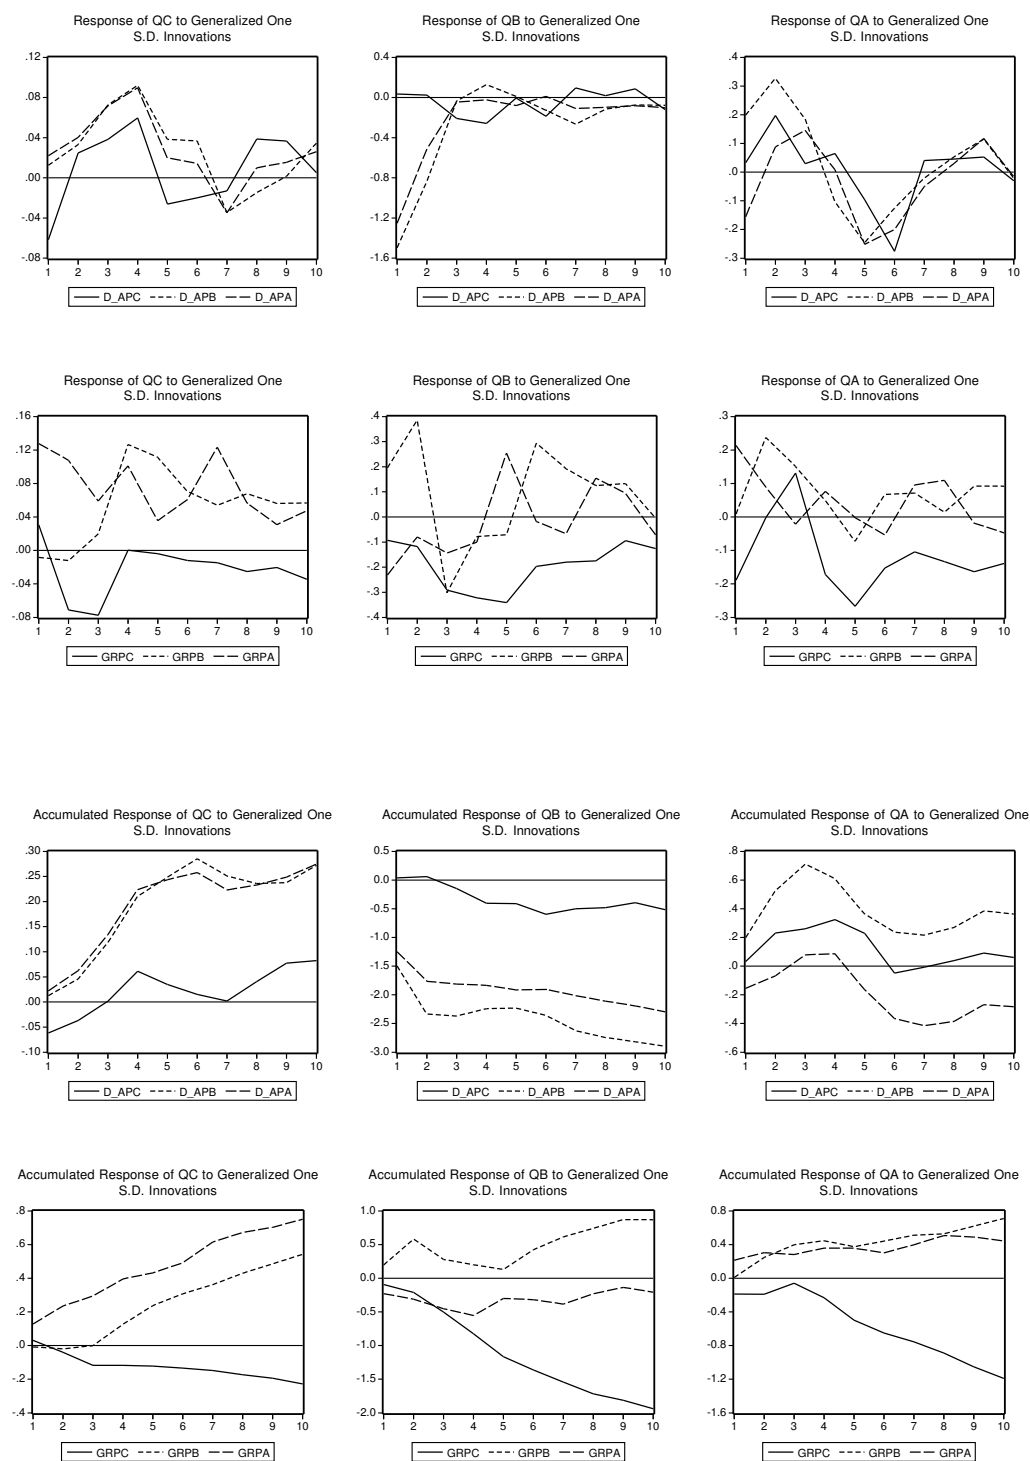 Response of QC to Generalized One
S.D. Innovations
.12
.08
.04
.00
-.04
-.08
1 2 3 4 5 6 7 8 9 10
D_APC D_APB D_APA
Response of QB to Generalized One
S.D. Innovations
0.4
0.0
-0.4
-0.8
-1.2
-1.6
1 2 3 4 5 6 7 8 9 10
D_APC D_APB D_APA
Response of QA to Generalized One
S.D. Innovations
.4
.3
.2
.1
.0
-.1
-.2
-.3
1 2 3 4 5 6 7 8 9 10
D_APC D_APB D_APA
Response of QC to Generalized One
S.D. Innovations
.16
.12
.08
.04
.00
-.04
-.08
1 2 3 4 5 6 7 8 9 10
GRPC GRPB GRPA
Response of QB to Generalized One
S.D. Innovations
.4
.3
.2
.1
.0
-.1
-.2
-.3
-.4
1 2 3 4 5 6 7 8 9 10
GRPC GRPB GRPA
Response of QA to Generalized One
S.D. Innovations
.3
.2
.1
.0
-.1
-.2
-.3
1 2 3 4 5 6 7 8 9 10
GRPC GRPB GRPA
Accumulated Response of QC to Generalized One
S.D. Innovations
.30
.25
.20
.15
.10
.05
.00
-.05
-.10
1 2 3 4 5 6 7 8 9 10
D_APC D_APB D_APA
Accumulated Response of QB to Generalized One
S.D. Innovations
0.5
0.0
-0.5
-1.0
-1.5
-2.0
-2.5
-3.0
1 2 3 4 5 6 7 8 9 10
D_APC D_APB D_APA
Accumulated Response of QA to Generalized One
S.D. Innovations
.8
.6
.4
.2
.0
-.2
-.4
-.6
1 2 3 4 5 6 7 8 9 10
D_APC D_APB D_APA
Accumulated Response of QC to Generalized One
S.D. Innovations
.8
.6
.4
.2
.0
-.2
-.4
1 2 3 4 5 6 7 8 9 10
GRPC GRPB GRPA
Accumulated Response of QB to Generalized One
S.D. Innovations
1.0
0.5
0.0
-0.5
-1.0
-1.5
-2.0
1 2 3 4 5 6 7 8 9 10
GRPC GRPB GRPA
Accumulated Response of QA to Generalized One
S.D. Innovations
0.8
0.4
0.0
-0.4
-0.8
-1.2
-1.6
1 2 3 4 5 6 7 8 9 10
GRPC GRPB GRPA